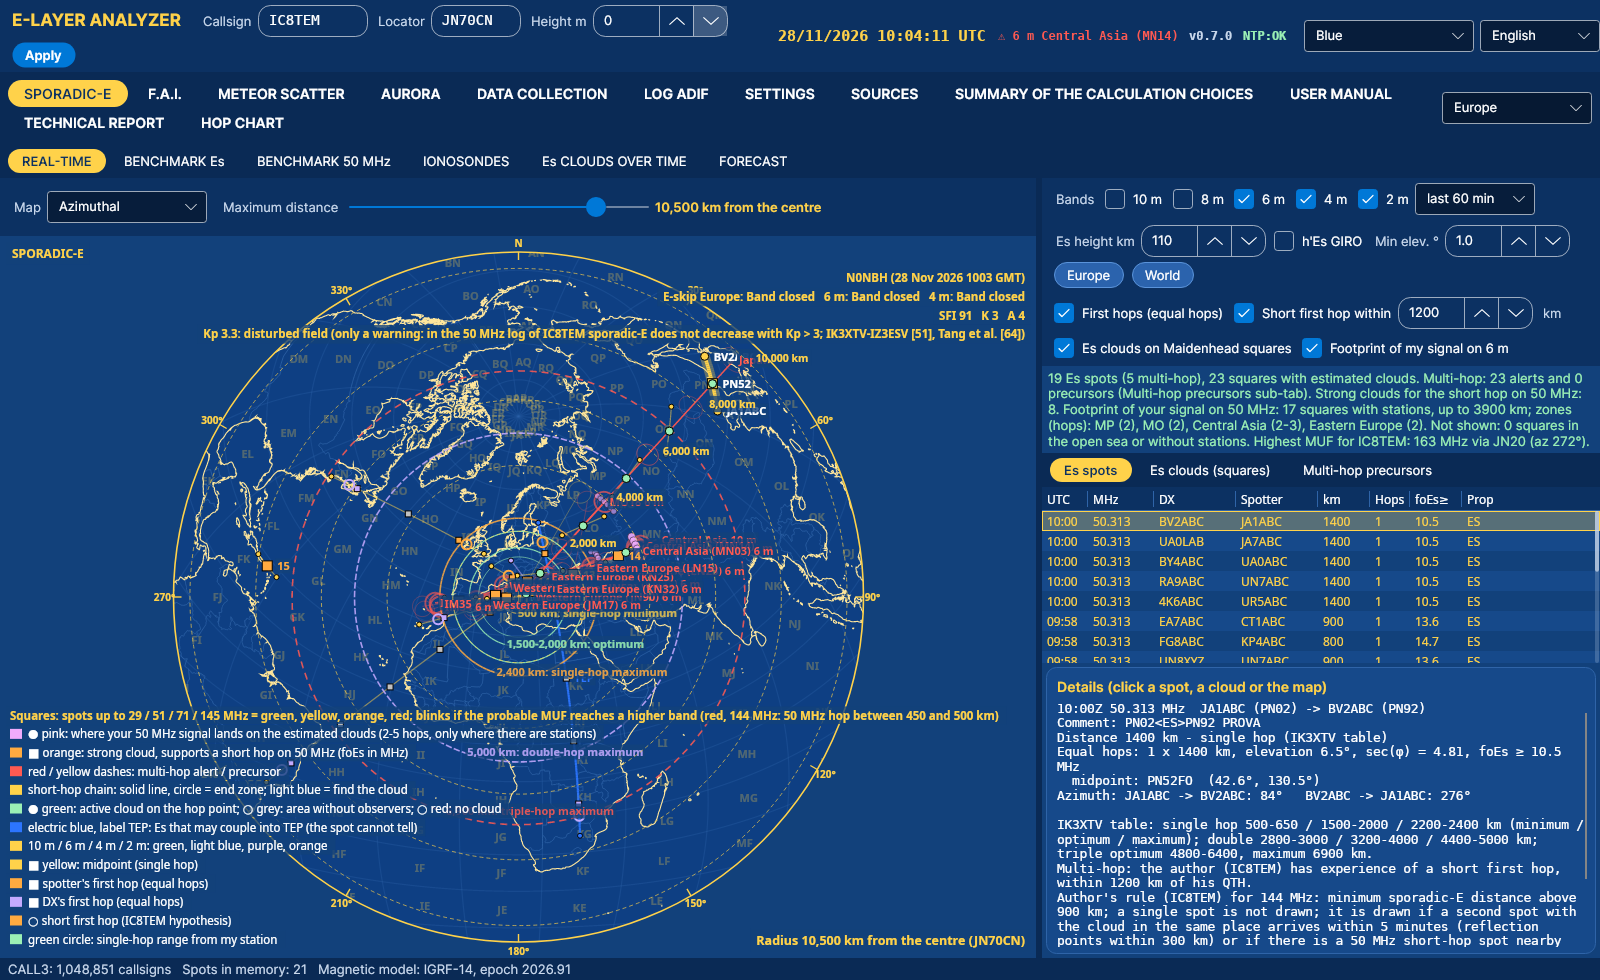 E-LAYER ANALYZER
Callsign IC8TEM Locator JN70CN Height m 0
Apply
28/11/2026 10:04:11 UTC ⚠ 6 m Central Asia (MN14) v0.7.0 NTP:OK Blue English
SPORADIC-E F.A.I. METEOR SCATTER AURORA DATA COLLECTION LOG ADIF SETTINGS SOURCES SUMMARY OF THE CALCULATION CHOICES USER MANUAL
TECHNICAL REPORT HOP CHART
Europe
REAL-TIME BENCHMARK Es BENCHMARK 50 MHz IONOSONDES Es CLOUDS OVER TIME FORECAST
Map Azimuthal Maximum distance 10,500 km from the centre
SPORADIC-E
N
N0NBH (28 Nov 2026 1003 GMT)
E-skip Europe: Band closed 6 m: Band closed 4 m: Band closed
SFI 91 K 3 A 4
Kp 3.3: disturbed field (only a warning: in the 50 MHz log of IC8TEM sporadic-E does not decrease with Kp > 3; IK3XTV-IZ3ESV [51], Tang et al. [64])
330°
300°
270°
60°
90°
120°
150°
180°
210°
10,000 km
PN52
8,000 km
6,000 km
4,000 km
2,000 km
Central Asia (MN03) 6 m
Eastern Europe (LN15)
Eastern Europe (KN32) 6 m
IM35 6 m
Western Europe (JM17) 6 m
500 km: single-hop minimum
1,500-2,000 km: optimum
2,400 km: single-hop maximum
5,000 km: double-hop maximum
15
14
Squares: spots up to 29 / 51 / 71 / 145 MHz = green, yellow, orange, red; blinks if the probable MUF reaches a higher band (red, 144 MHz: 50 MHz hop between 450 and 500 km)
● pink: where your 50 MHz signal lands on the estimated clouds (2-5 hops, only where there are stations)
■ orange: strong cloud, supports a short hop on 50 MHz (foEs in MHz)
red / yellow dashes: multi-hop alert / precursor
short-hop chain: solid line, circle = end zone; light blue = find the cloud
● green: active cloud on the hop point; ○ grey: area without observers; ○ red: no cloud
electric blue, label TEP: Es that may couple into TEP (the spot cannot tell)
10 m / 6 m / 4 m / 2 m: green, light blue, purple, orange
■ yellow: midpoint (single hop)
■ spotter's first hop (equal hops)
■ DX's first hop (equal hops)
○ short first hop (IC8TEM hypothesis)
green circle: single-hop range from my station
Radius 10,500 km from the centre (JN70CN)
Bands 10 m 8 m 6 m 4 m 2 m last 60 min
Es height km 110 h'Es GIRO Min elev. ° 1.0
Europe World
First hops (equal hops) Short first hop within 1200 km
Es clouds on Maidenhead squares Footprint of my signal on 6 m
19 Es spots (5 multi-hop), 23 squares with estimated clouds. Multi-hop: 23 alerts and 0
precursors (Multi-hop precursors sub-tab). Strong clouds for the short hop on 50 MHz:
8. Footprint of your signal on 50 MHz: 17 squares with stations, up to 3900 km; zones
(hops): MP (2), MO (2), Central Asia (2-3), Eastern Europe (2). Not shown: 0 squares in
the open sea or without stations. Highest MUF for IC8TEM: 163 MHz via JN20 (az 272°).
Es spots Es clouds (squares) Multi-hop precursors
UTC MHz DX Spotter km Hops foEs≥ Prop
10:00 50.313 BV2ABC JA1ABC 1400 1 10.5 ES
10:00 50.313 UA0LAB JA7ABC 1400 1 10.5 ES
10:00 50.313 BY4ABC UA0ABC 1400 1 10.5 ES
10:00 50.313 RA9ABC UN7ABC 1400 1 10.5 ES
10:00 50.313 4K6ABC UR5ABC 1400 1 10.5 ES
09:58 50.313 EA7ABC CT1ABC 900 1 13.6 ES
09:58 50.313 FG8ABC KP4ABC 800 1 14.7 ES
09:58 50.313 UN8XYZ UN7ABC 900 1 13.6 ES
Details (click a spot, a cloud or the map)
10:00Z 50.313 MHz JA1ABC (PN02) -> BV2ABC (PN92)
Comment: PN02<ES>PN92 PROVA
Distance 1400 km - single hop (IK3XTV table)
Equal hops: 1 x 1400 km, elevation 6.5°, sec(φ) = 4.81, foEs ≥ 10.5
MHz
midpoint: PN52FO (42.6°, 130.5°)
Azimuth: JA1ABC -> BV2ABC: 84° BV2ABC -> JA1ABC: 276°
IK3XTV table: single hop 500-650 / 1500-2000 / 2200-2400 km (minimum /
optimum / maximum); double 2800-3000 / 3200-4000 / 4400-5000 km;
triple optimum 4800-6400, maximum 6900 km.
Multi-hop: the author (IC8TEM) has experience of a short first hop,
within 1200 km of his QTH.
Author's rule (IC8TEM) for 144 MHz: minimum sporadic-E distance above
900 km; a single spot is not drawn; it is drawn if a second spot with
the cloud in the same place arrives within 5 minutes (reflection
points within 300 km) or if there is a 50 MHz short-hop spot nearby
CALL3: 1,048,851 callsigns Spots in memory: 21 Magnetic model: IGRF-14, epoch 2026.91